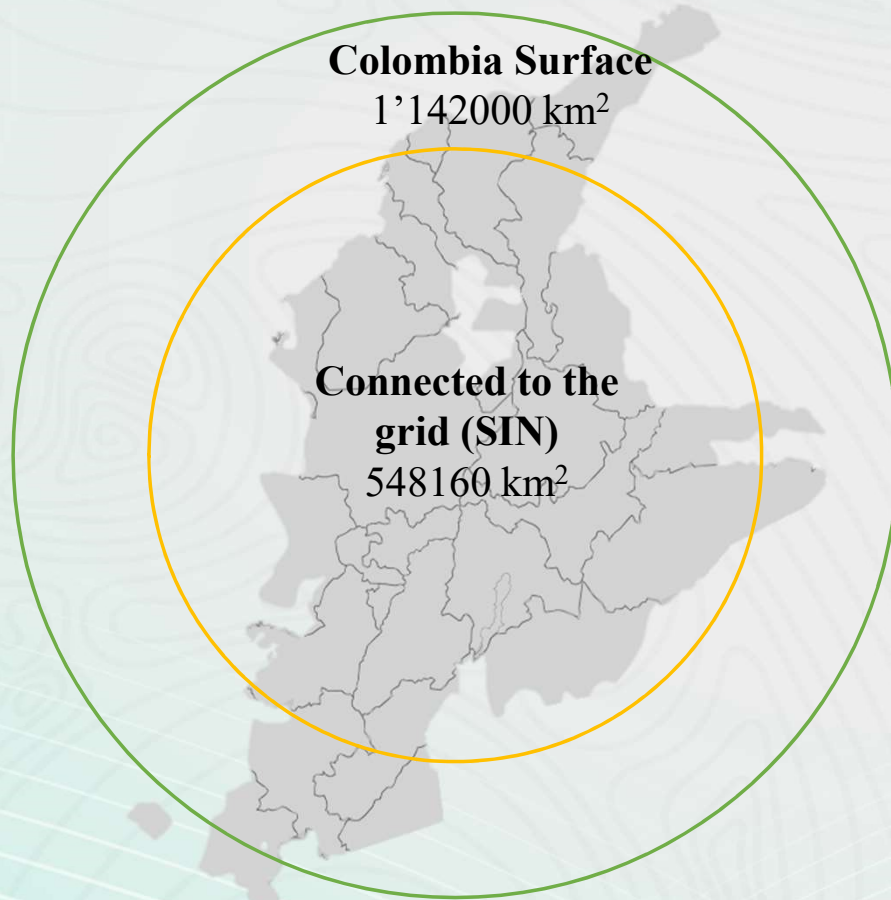 Colombia Surface
1’142000 km²
Connected to the
grid (SIN)
548160 km²